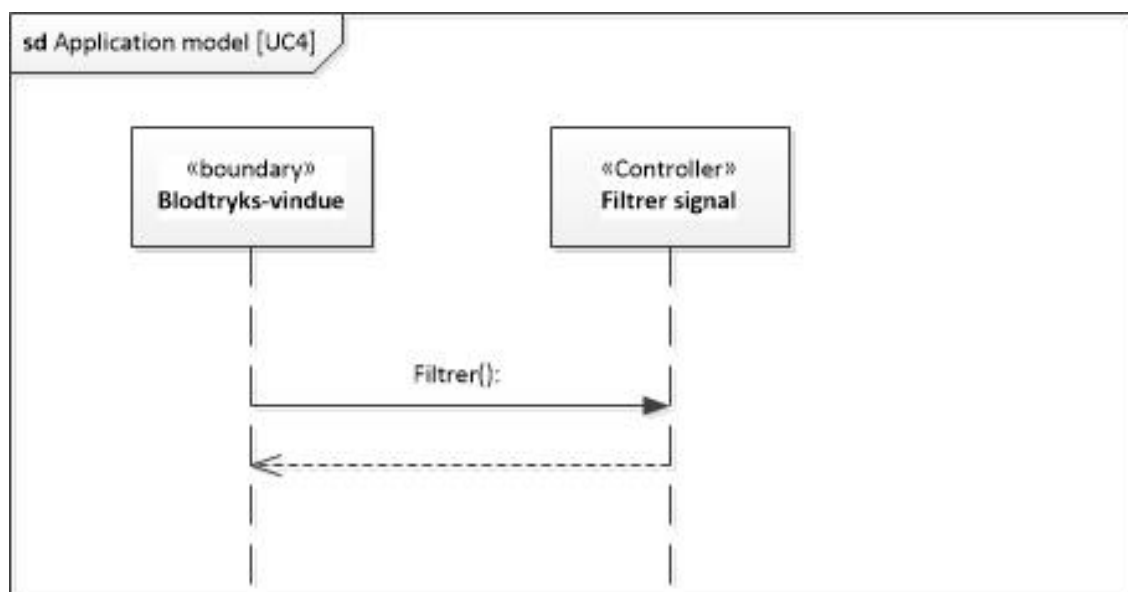 sd Application model [UC4]
«boundary»
Blodtryks-vindue
«Controller»
Filtrer signal
Filtrer():